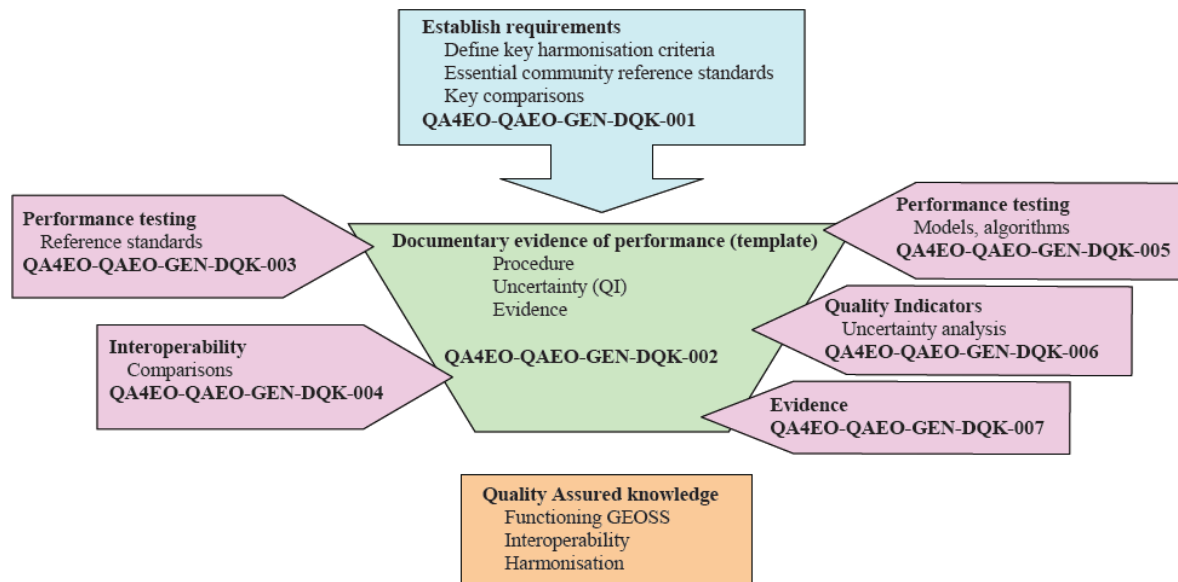 Establish requirements
Define key harmonisation criteria
Essential community reference standards
Key comparisons
QA4EO-QAEO-GEN-DQK-001
Performance testing
Reference standards
QA4EO-QAEO-GEN-DQK-003
Interoperability
Comparisons
QA4EO-QAEO-GEN-DQK-004
Documentary evidence of performance (template)
Procedure
Uncertainty (QI)
Evidence
QA4EO-QAEO-GEN-DQK-002
Performance testing
Models, algorithms
QA4EO-QAEO-GEN-DQK-005
Quality Indicators
Uncertainty analysis
QA4EO-QAEO-GEN-DQK-006
Evidence
QA4EO-QAEO-GEN-DQK-007
Quality Assured knowledge
Functioning GEOSS
Interoperability
Harmonisation